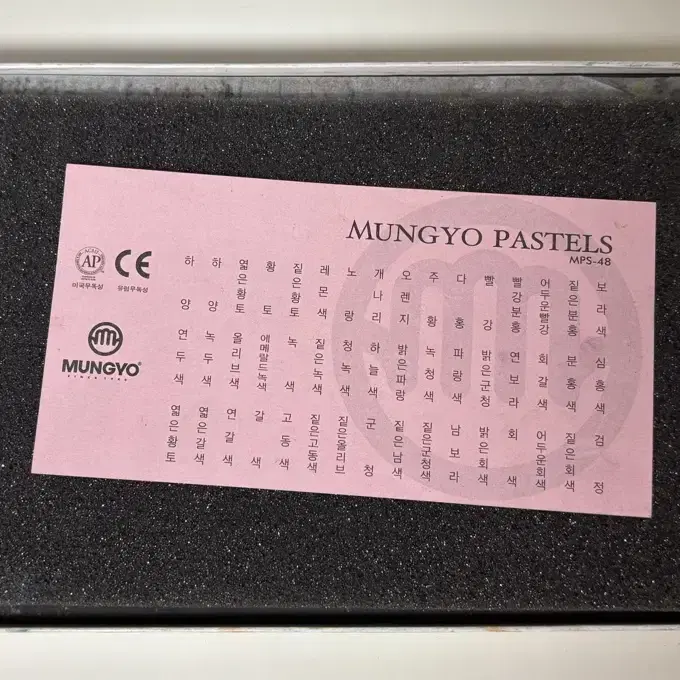 MUNGYO PASTELS
MPS-48
ACMI
AP
미국무독성
CE
유럽무독성
MUNGYO
SINCE 1946
하양
하양
엷은황토
황토
짙은황토
레몬색
노랑
개나리
오렌지
주황
다홍
빨강
빨강분홍
어두운빨강
짙은분홍
보라색
연두색
녹두색
올리브색
에메랄드녹색
녹색
짙은녹색
청녹색
하늘색
밝은파랑
녹청색
파랑색
밝은군청
연보라
회갈색
분홍색
심홍색
엷은황토
엷은갈색
연갈색
갈색
고동색
짙은고동색
짙은올리브
군청
짙은남색
짙은군청색
남보라
밝은회색
회색
어두운회색
짙은회색
검정